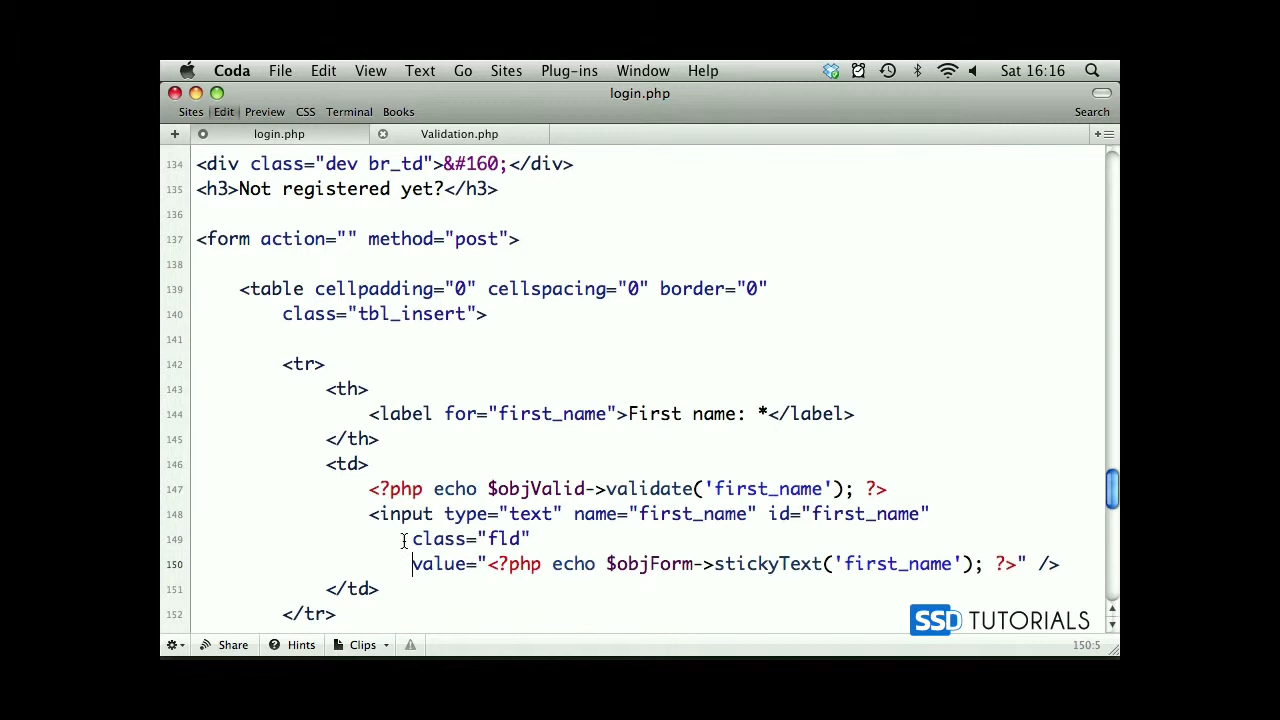 Coda File Edit View Text Go Sites Plug-ins Window Help Sat 16:16
login.php
Sites Edit Preview CSS Terminal Books Search
+ login.php Validation.php +
134 <div class="dev br_td">&#160;</div>
135 <h3>Not registered yet?</h3>
136
137 <form action="" method="post">
138
139 <table cellpadding="0" cellspacing="0" border="0"
140 class="tbl_insert">
141
142 <tr>
143 <th>
144 <label for="first_name">First name: *</label>
145 </th>
146 <td>
147 <?php echo $objValid->validate('first_name'); ?>
148 <input type="text" name="first_name" id="first_name"
149 class="fld"
150 value="<?php echo $objForm->stickyText('first_name'); ?>" />
151 </td>
152 </tr>
SSD TUTORIALS
Share Hints Clips 150:5